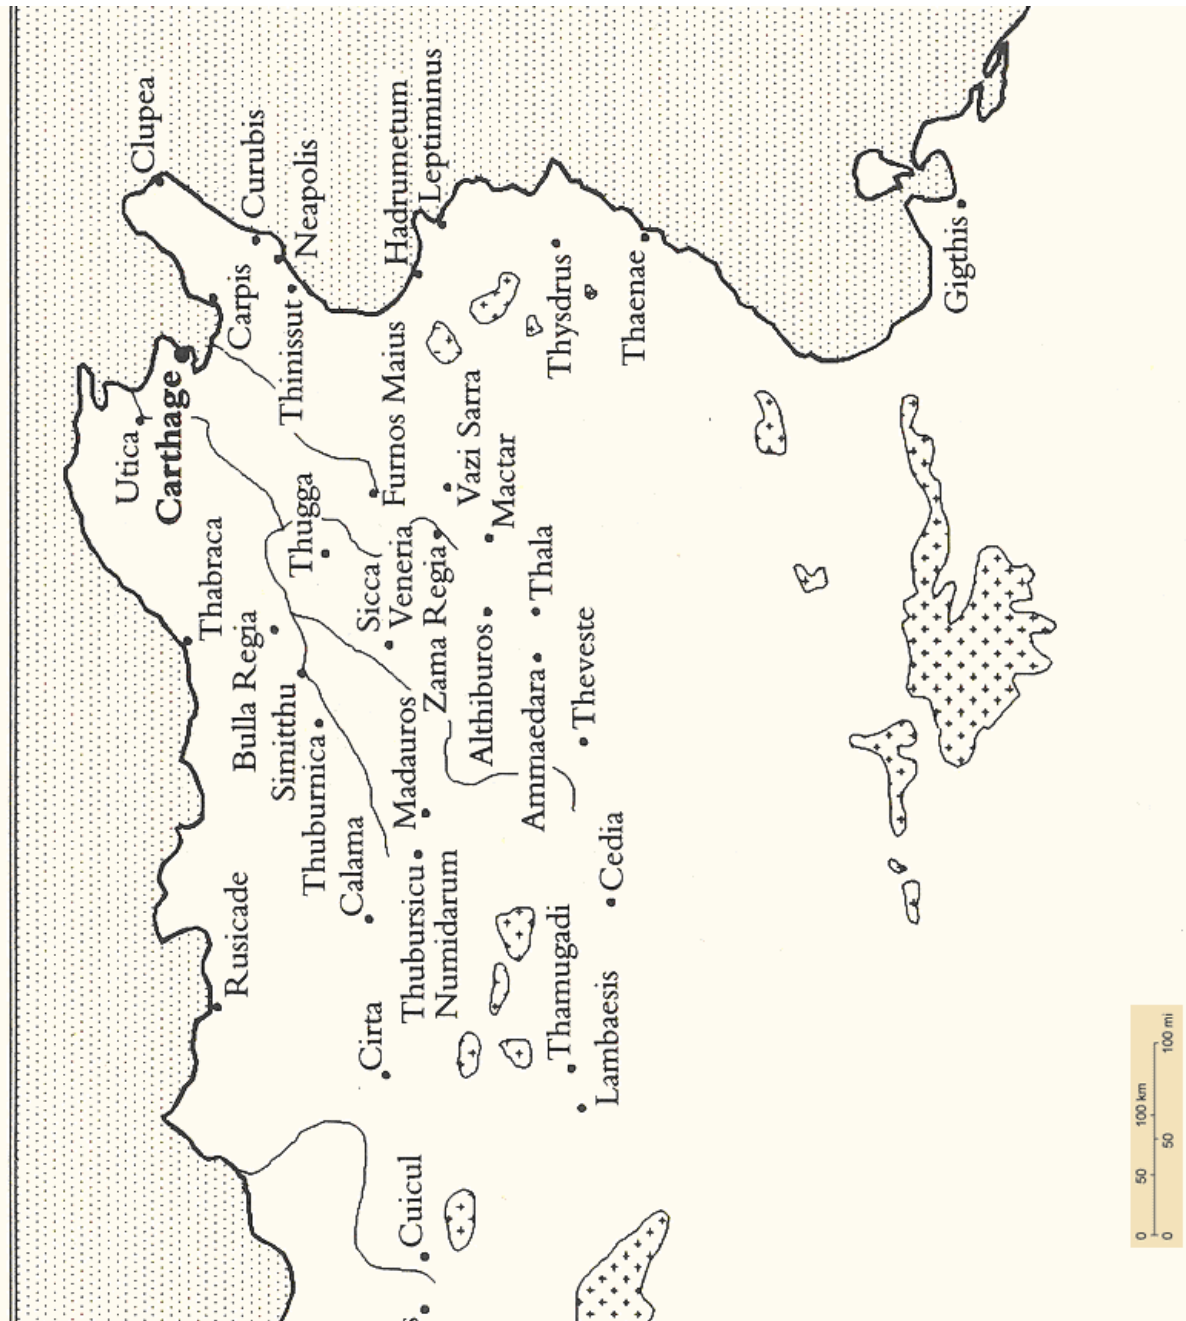 Clupea
Curubis
Neapolis
Hadrumetum
Leptiminus
Carpis
Utica
Carthage
Thinissut
Furnos Maius
Vazi Sarra
Mactar
Thysdrus
Thaenae
Gigthis
Thabraca
Thugga
Bulla Regia
Sicca
Veneria
Zama Regia
Thala
Simitthu
Thuburnica
Madauros
Althiburos
Ammaedara
Theveste
Calama
Thubursicu
Numidarum
Cedia
Rusicade
Cirta
Thamugadi
Lambaesis
Cuicul
0 50 100 km
0 50 100 mi